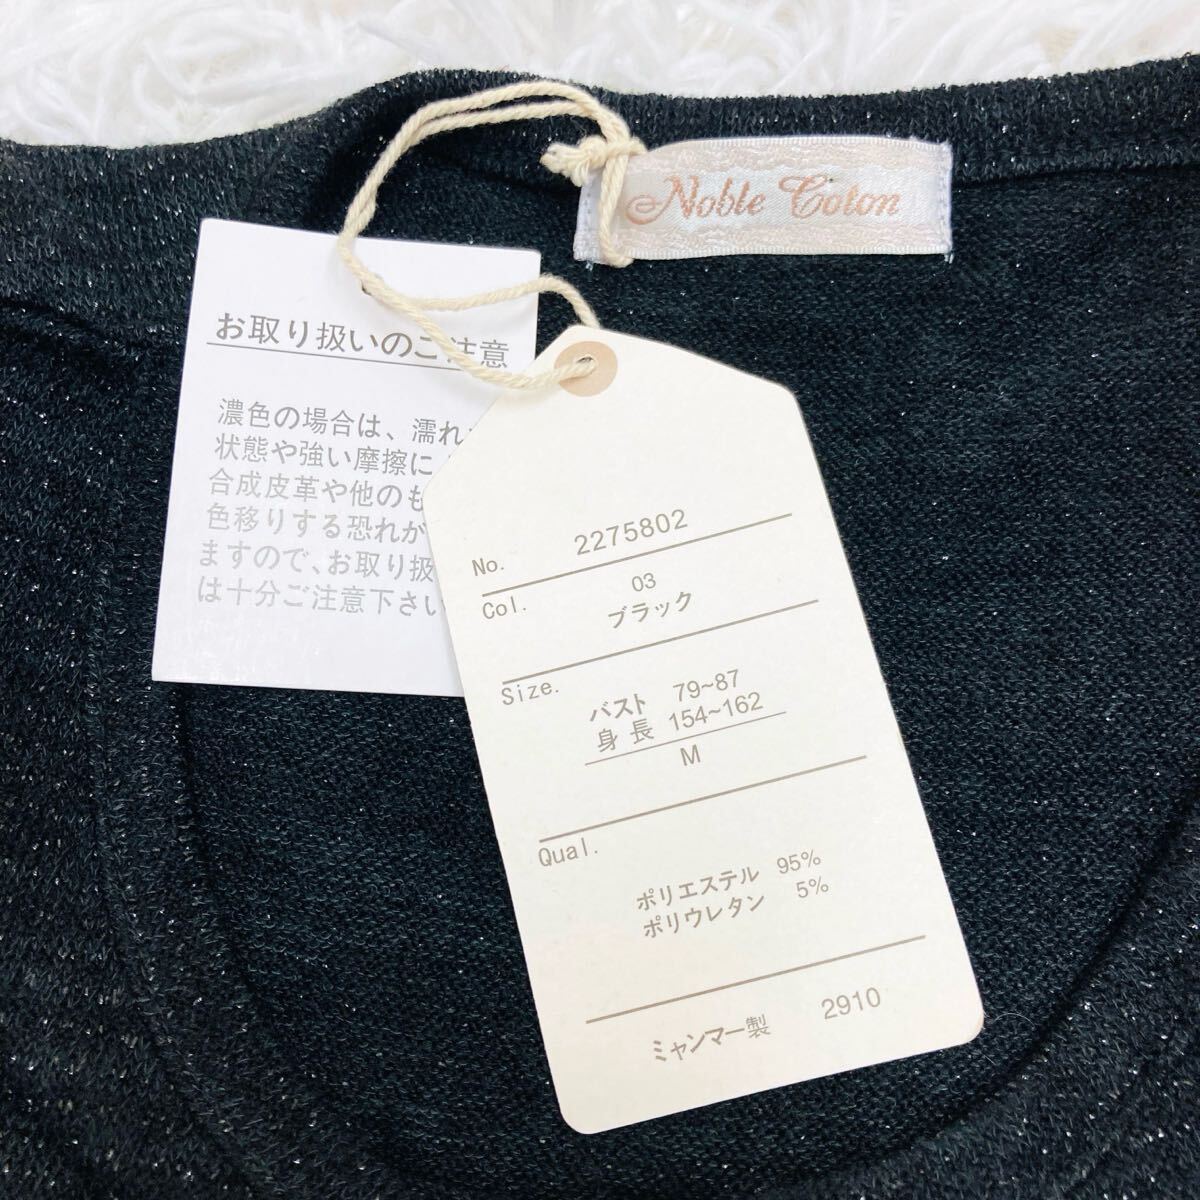 Noble Coton
お取り扱いのご注意
濃色の場合は、濡れ
状態や強い摩擦に
合成皮革や他のも
色移りする恐れが
ますので、お取り扱
は十分ご注意下さい
No. 2275802
Col. 03
ブラック
Size.
バスト 79~87
身長 154~162
M
Qual.
ポリエステル 95%
ポリウレタン 5%
ミャンマー製 2910